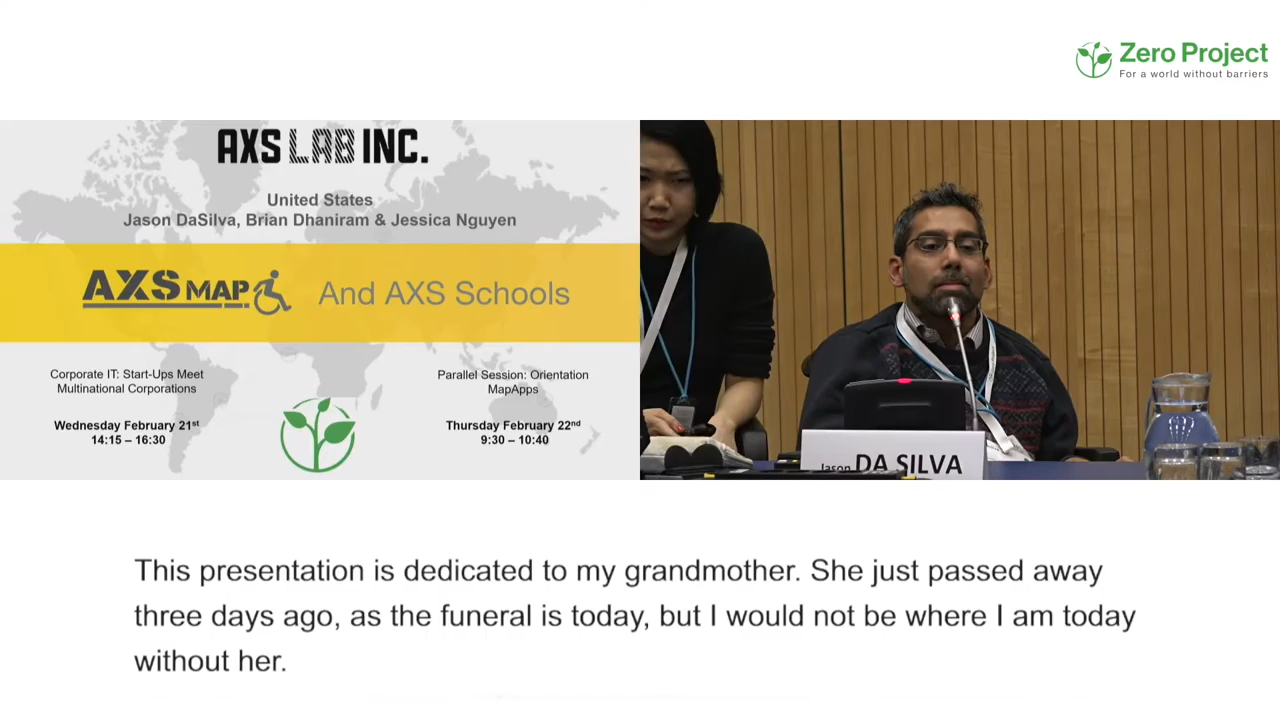 Zero Project
For a world without barriers
AXS LAB INC.
United States
Jason DaSilva, Brian Dhaniram & Jessica Nguyen
AXS MAP And AXS Schools
Corporate IT: Start-Ups Meet
Multinational Corporations
Wednesday February 21st
14:15 – 16:30
Parallel Session: Orientation
MapApps
Thursday February 22nd
9:30 – 10:40
Jason DA SILVA
This presentation is dedicated to my grandmother. She just passed away
three days ago, as the funeral is today, but I would not be where I am today
without her.